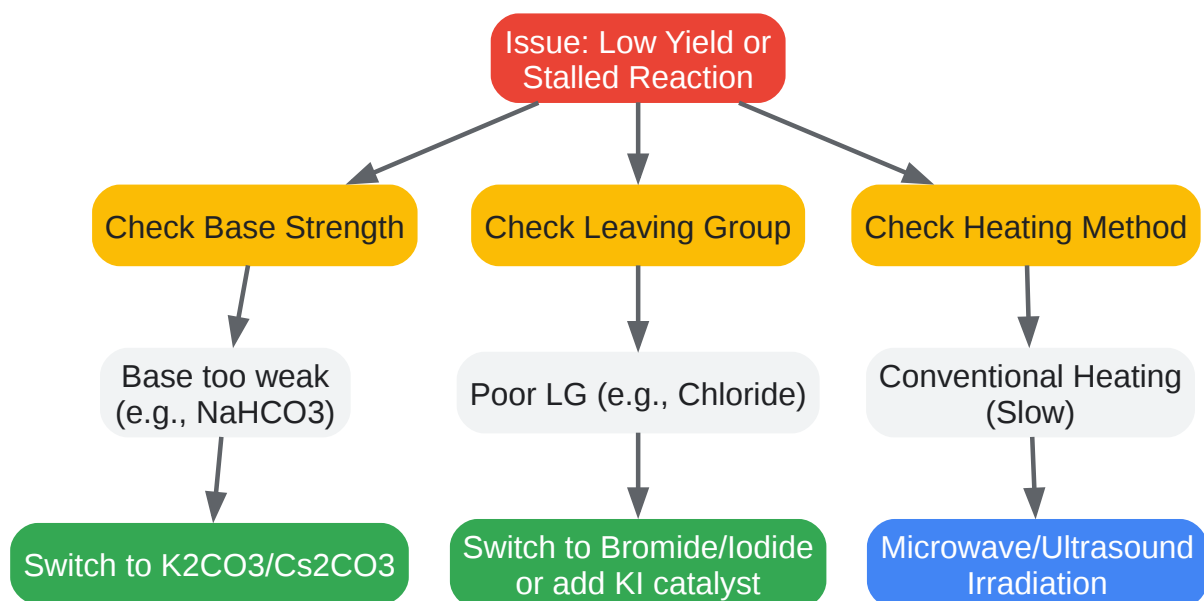 Issue: Low Yield or
Stalled Reaction
Check Base Strength
Check Leaving Group
Check Heating Method
Base too weak
(e.g., NaHCO3)
Poor LG (e.g., Chloride)
Conventional Heating
(Slow)
Switch to K2CO3/Cs2CO3
Switch to Bromide/Iodide
or add KI catalyst
Microwave/Ultrasound
Irradiation